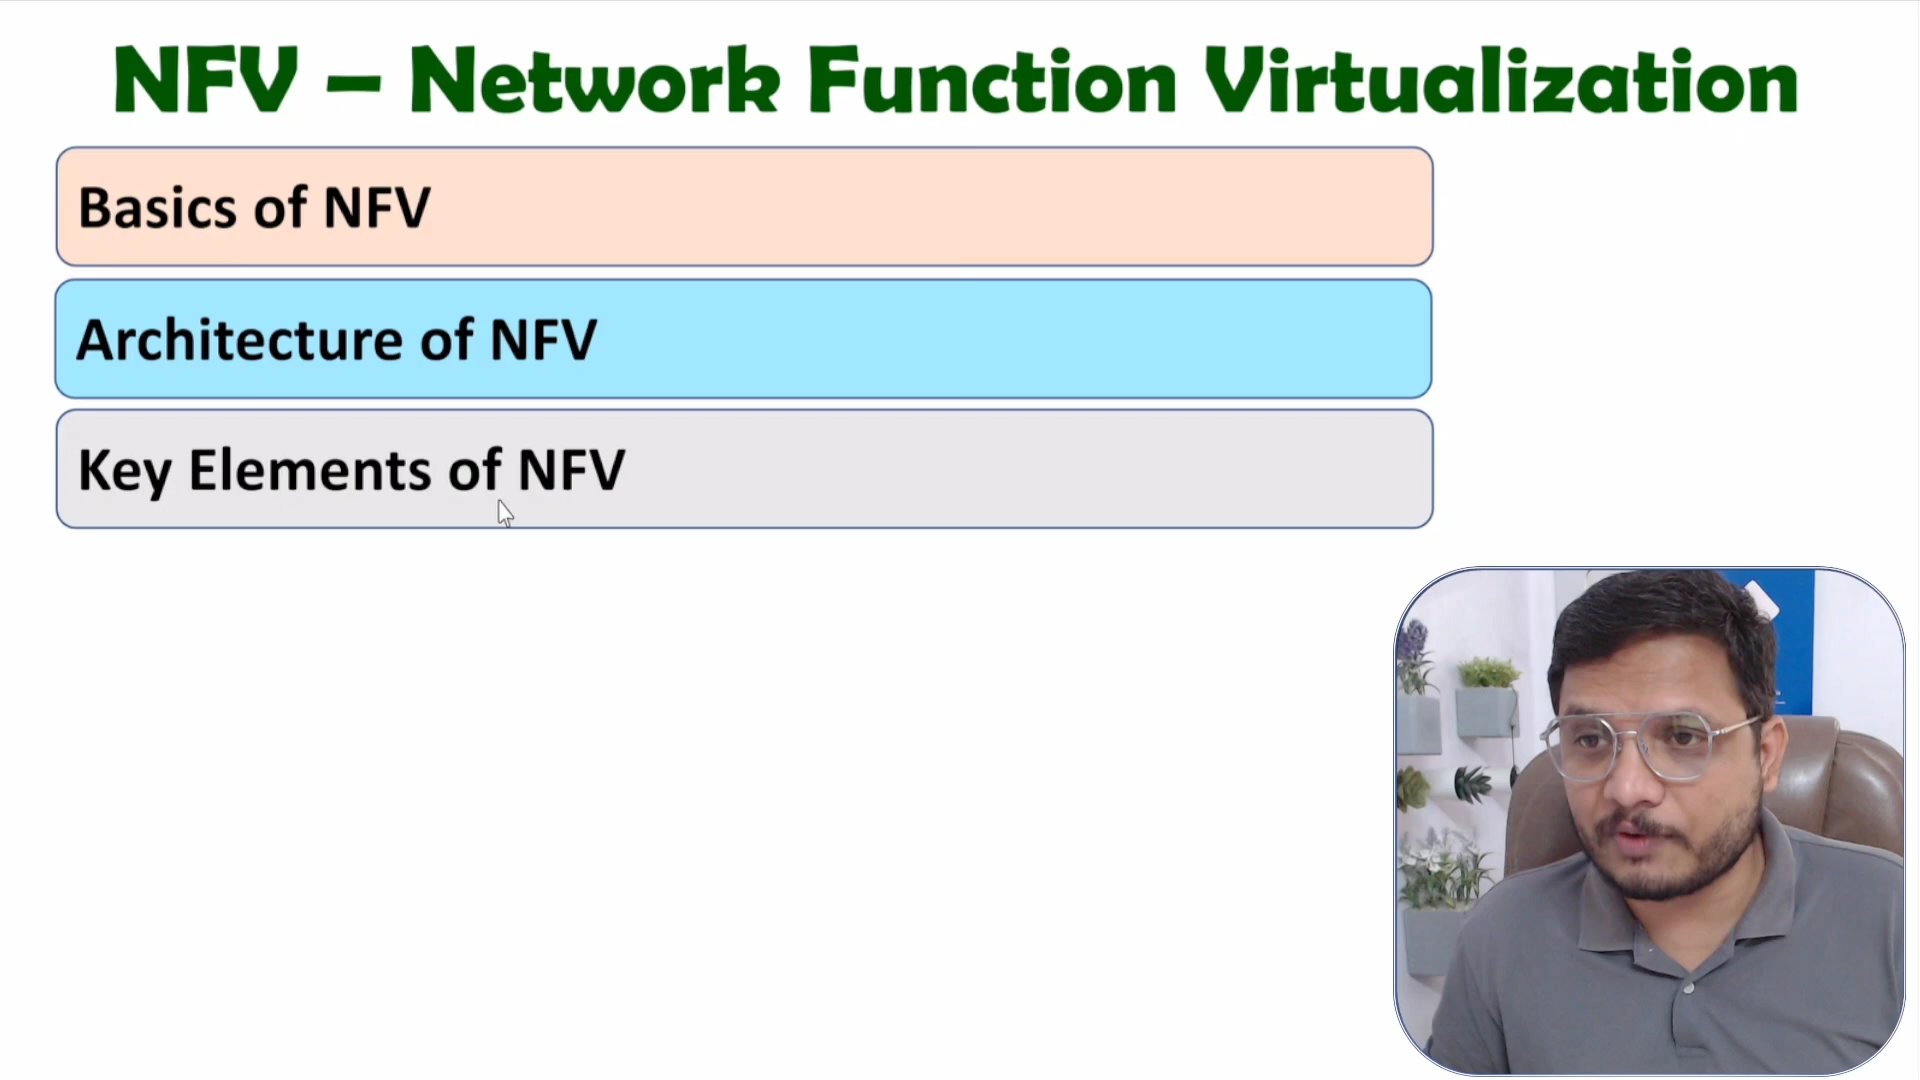 NFV – Network Function Virtualization
Basics of NFV
Architecture of NFV
Key Elements of NFV